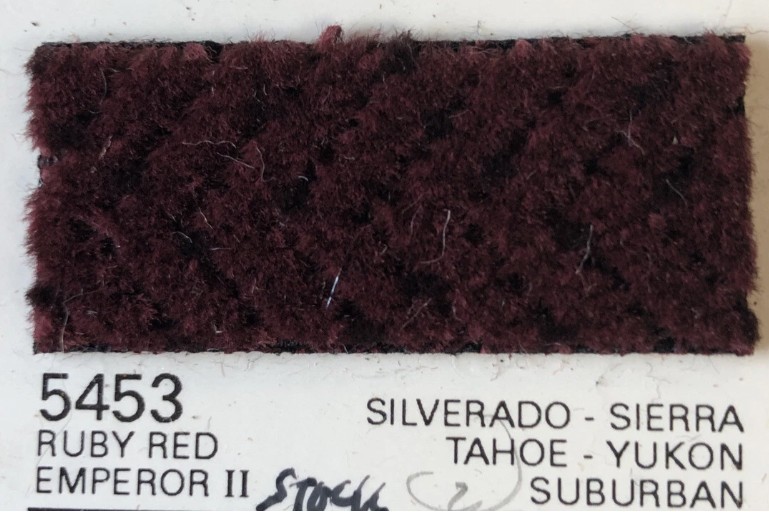 5453
RUBY RED
EMPEROR II STOCK
SILVERADO - SIERRA
TAHOE - YUKON
SUBURBAN